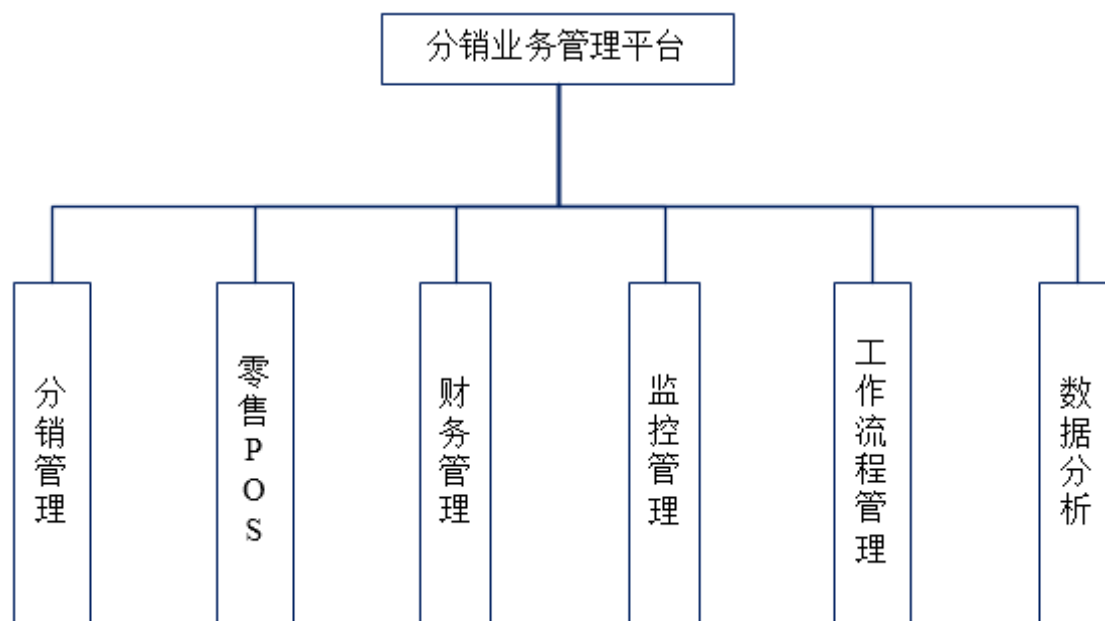 分销业务管理平台
分销管理
零售POS
财务管理
监控管理
工作流程管理
数据分析